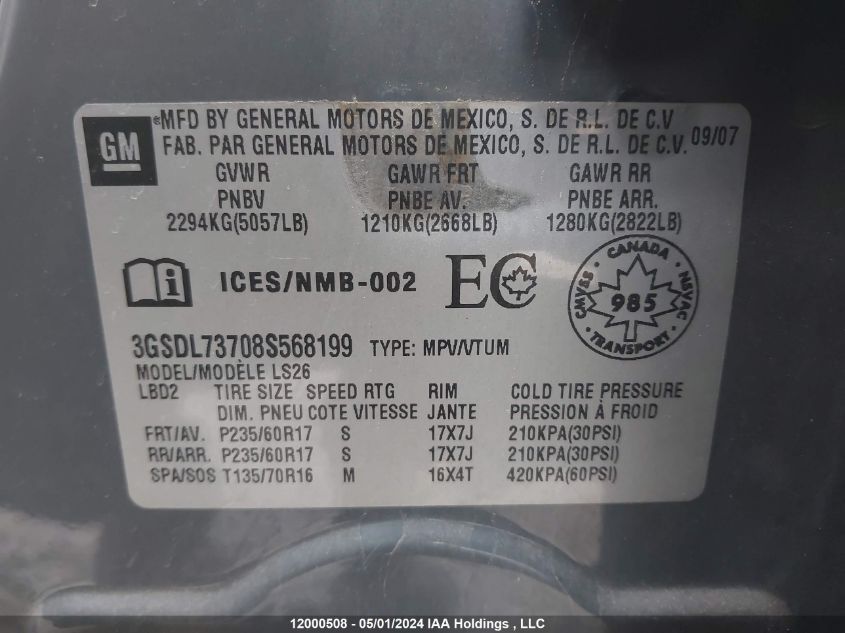 GM
MFD BY GENERAL MOTORS DE MEXICO, S. DE R.L. DE C.V
FAB. PAR GENERAL MOTORS DE MEXICO, S. DE R.L. DE C.V. 09/07
GVWR GAWR FRT GAWR RR
PNBV PNBE AV. PNBE ARR.
2294KG(5057LB) 1210KG(2668LB) 1280KG(2822LB)
i ICES/NMB-002 EC
CANADA
CMVSS 985 NSVAC
TRANSPORT
3GSDL73708S568199 TYPE: MPV/VTUM
MODEL/MODÈLE LS26
LBD2 TIRE SIZE SPEED RTG RIM COLD TIRE PRESSURE
DIM. PNEU COTE VITESSE JANTE PRESSION À FROID
FRT/AV. P235/60R17 S 17X7J 210KPA(30PSI)
RR/ARR. P235/60R17 S 17X7J 210KPA(30PSI)
SPA/SOS T135/70R16 M 16X4T 420KPA(60PSI)
12000508 - 05/01/2024 IAA Holdings , LLC